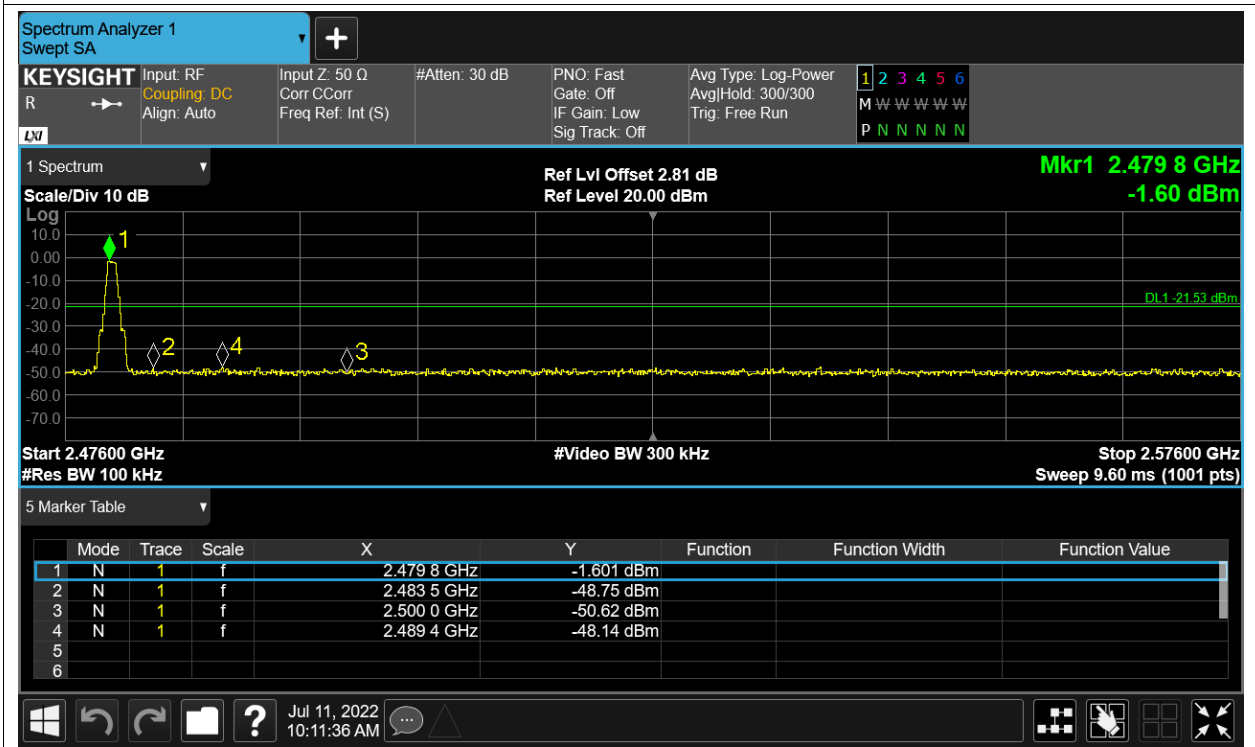 Spectrum Analyzer 1
Swept SA
KEYSIGHT Input: RF Input Z: 50 Ω #Atten: 30 dB PNO: Fast Avg Type: Log-Power 1 2 3 4 5 6
R Coupling: DC Corr CCorr Gate: Off Avg|Hold: 300/300 M W W W W W
Align: Auto Freq Ref: Int (S) IF Gain: Low Trig: Free Run
LXI Sig Track: Off P N N N N N
1 Spectrum Ref Lvl Offset 2.81 dB Mkr1 2.479 8 GHz
Scale/Div 10 dB Ref Level 20.00 dBm -1.60 dBm
Log
10.0
1
0.00
-10.0
-20.0 DL1 -21.53 dBm
-30.0
-40.0 2 4 3
-50.0
-60.0
-70.0
Start 2.47600 GHz #Video BW 300 kHz Stop 2.57600 GHz
#Res BW 100 kHz Sweep 9.60 ms (1001 pts)
5 Marker Table
Mode Trace Scale X Y Function Function Width Function Value
1 N 1 f 2.479 8 GHz -1.601 dBm
2 N 1 f 2.483 5 GHz -48.75 dBm
3 N 1 f 2.500 0 GHz -50.62 dBm
4 N 1 f 2.489 4 GHz -48.14 dBm
5
6
? Jul 11, 2022
10:11:36 AM